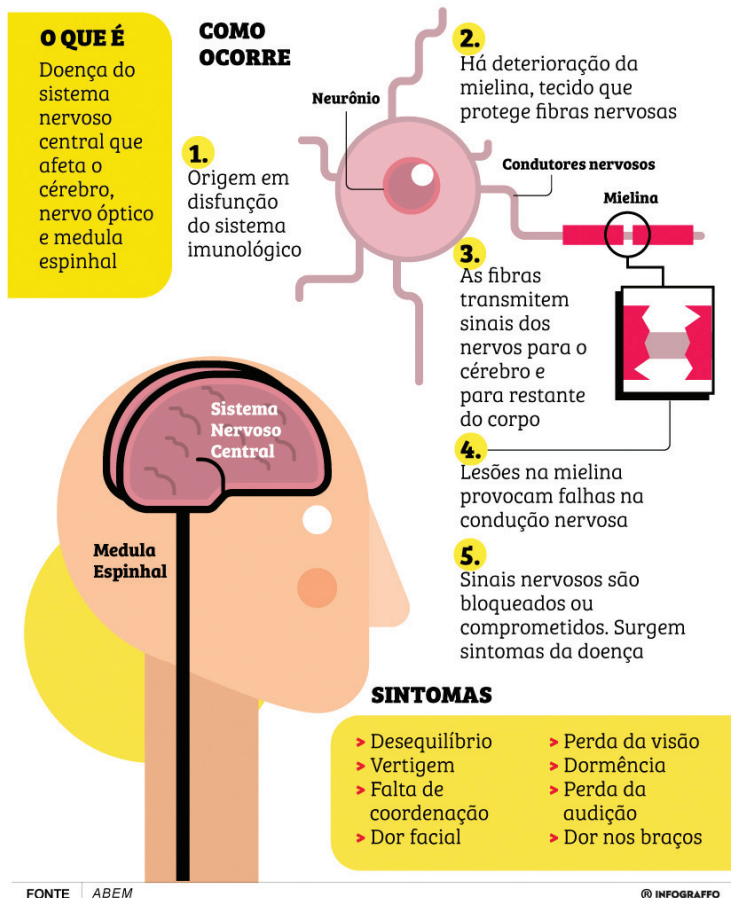 O QUE É
Doença do
sistema
nervoso
central que
afeta o
cérebro,
nervo óptico
e medula
espinhal
COMO
OCORRE
1.
Origem em
disfunção
do sistema
imunológico
Neurônio
2.
Há deterioração da
mielina, tecido que
protege fibras nervosas
Condutores nervosos
Mielina
3.
As fibras
transmitem
sinais dos
nervos para o
cérebro e
para restante
do corpo
4.
Lesões na mielina
provocam falhas na
condução nervosa
5.
Sinais nervosos são
bloqueados ou
comprometidos. Surgem
sintomas da doença
Sistema
Nervoso
Central
Medula
Espinhal
SINTOMAS
> Desequilíbrio
> Vertigem
> Falta de
coordenação
> Dor facial
> Perda da visão
> Dormência
> Perda da
audição
> Dor nos braços
FONTE ABEM
® INFOGRAFFO